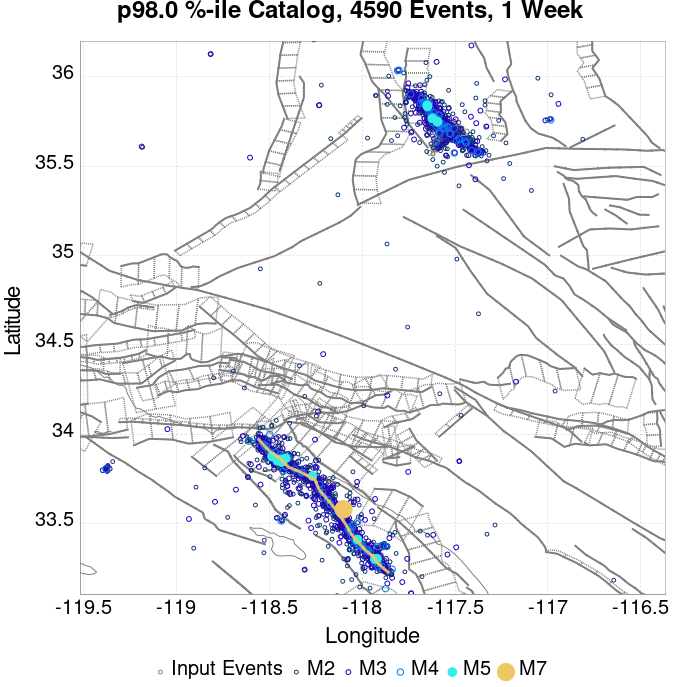 p98.0 %-ile Catalog, 4590 Events, 1 Week
36
35.5
35
34.5
34
33.5
Latitude
-119.5 -119 -118.5 -118 -117.5 -117 -116.5
Longitude
Input Events M2 M3 M4 M5 M7